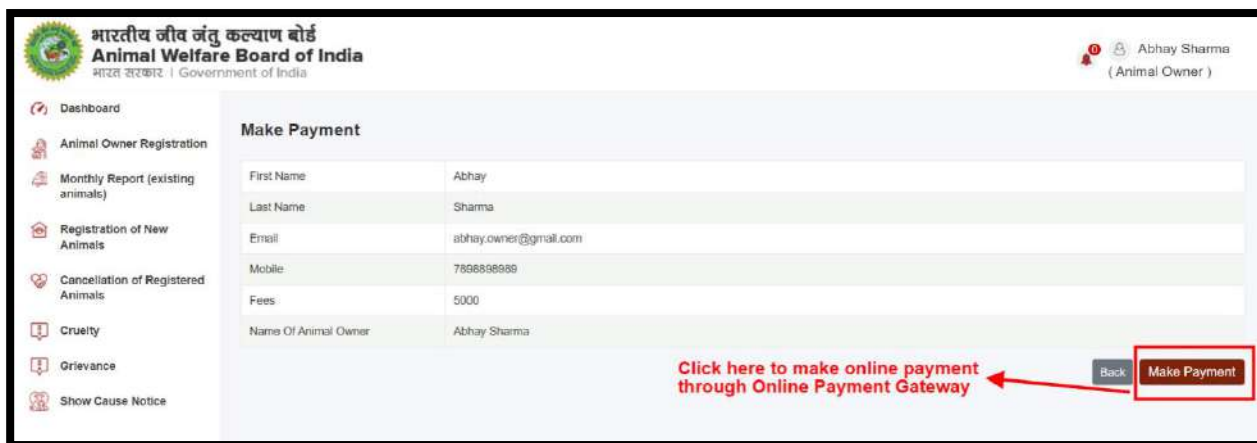 भारतीय जीव जंतु कल्याण बोर्ड
Animal Welfare Board of India
भारत सरकार | Government of India
0
Abhay Sharma
( Animal Owner )
Dashboard
Animal Owner Registration
Monthly Report (existing
animals)
Registration of New
Animals
Cancellation of Registered
Animals
Cruelty
Grievance
Show Cause Notice
Make Payment
First Name Abhay
Last Name Sharma
Email abhay.owner@gmail.com
Mobile 7898898989
Fees 5000
Name Of Animal Owner Abhay Sharma
Click here to make online payment
through Online Payment Gateway
Back Make Payment